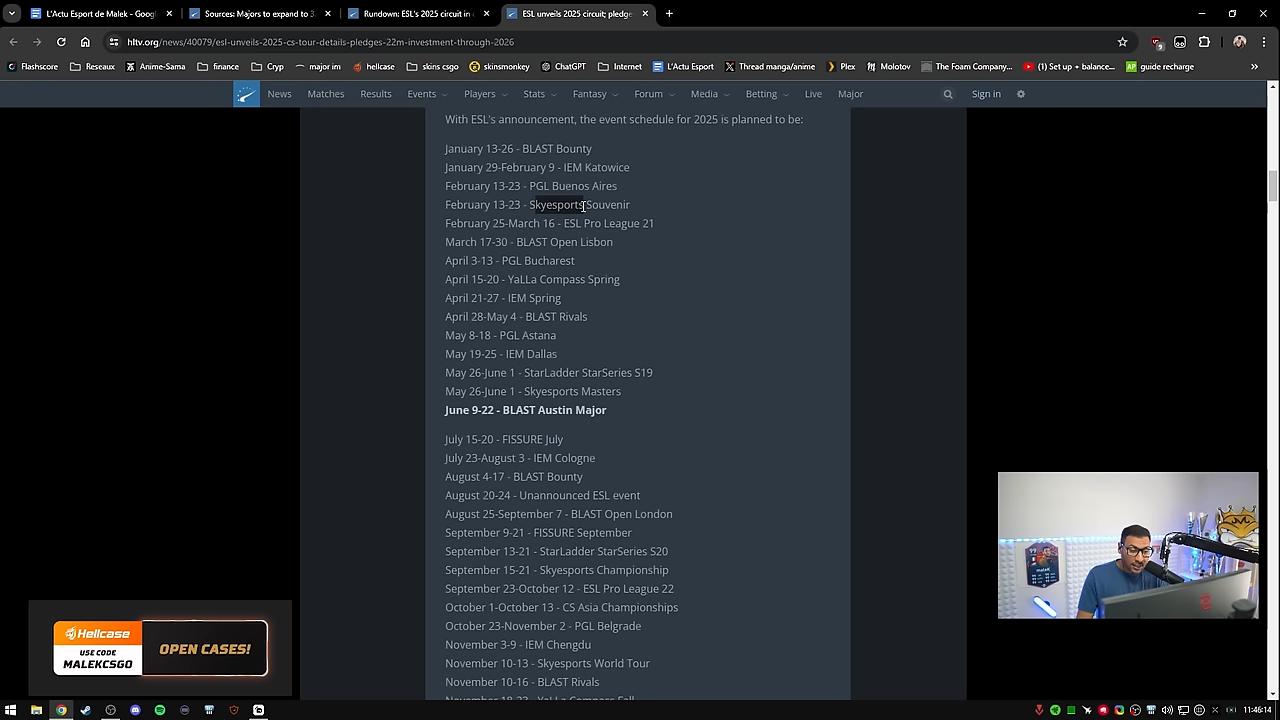 L'Actu Esport de Malek - Googl
Sources: Majors to expand to 3
Rundown: ESL's 2025 circuit in
ESL unveils 2025 circuit; pledge
hltv.org/news/40079/esl-unveils-2025-cs-tour-details-pledges-22m-investment-through-2026
Flashscore
Reseaux
Anime-Sama
finance
Cryp
major im
hellcase
skins csgo
skinsmonkey
ChatGPT
Internet
L'Actu Esport
Thread manga/anime
Plex
Molotov
The Foam Company...
(1) Set up + balance...
guide recharge
News
Matches
Results
Events
Players
Stats
Fantasy
Forum
Media
Betting
Live
Major
Sign in
With ESL's announcement, the event schedule for 2025 is planned to be:
January 13-26 - BLAST Bounty
January 29-February 9 - IEM Katowice
February 13-23 - PGL Buenos Aires
February 13-23 - Skyesports Souvenir
February 25-March 16 - ESL Pro League 21
March 17-30 - BLAST Open Lisbon
April 3-13 - PGL Bucharest
April 15-20 - YaLLa Compass Spring
April 21-27 - IEM Spring
April 28-May 4 - BLAST Rivals
May 8-18 - PGL Astana
May 19-25 - IEM Dallas
May 26-June 1 - StarLadder StarSeries S19
May 26-June 1 - Skyesports Masters
June 9-22 - BLAST Austin Major
July 15-20 - FISSURE July
July 23-August 3 - IEM Cologne
August 4-17 - BLAST Bounty
August 20-24 - Unannounced ESL event
August 25-September 7 - BLAST Open London
September 9-21 - FISSURE September
September 13-21 - StarLadder StarSeries S20
September 15-21 - Skyesports Championship
September 23-October 12 - ESL Pro League 22
October 1-October 13 - CS Asia Championships
October 23-November 2 - PGL Belgrade
November 3-9 - IEM Chengdu
November 10-13 - Skyesports World Tour
November 10-16 - BLAST Rivals
November 18-23 - YaLLa Compass Fall
Hellcase
USE CODE
MALEKCSGO
OPEN CASES!
11:46:14